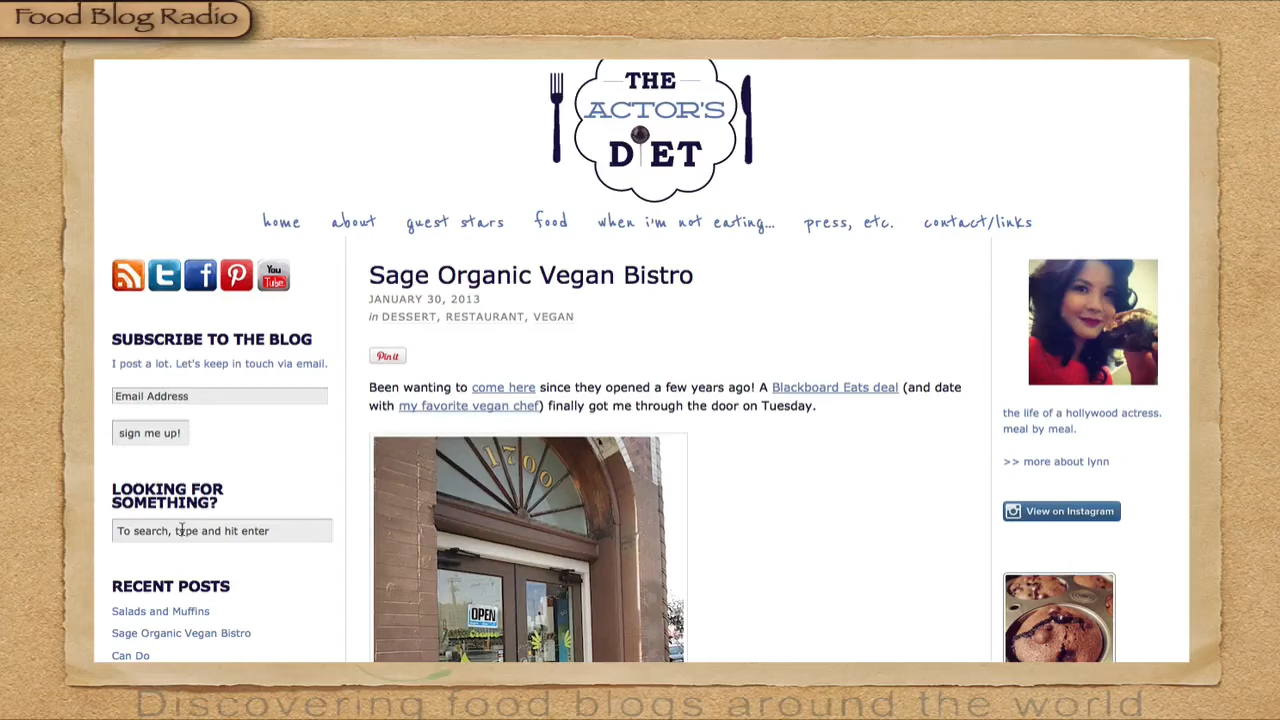 Food Blog Radio
THE
ACTOR'S
DIET
home about guest stars food when i'm not eating... press, etc. contact/links
You
Tube
SUBSCRIBE TO THE BLOG
I post a lot. Let's keep in touch via email.
Email Address
sign me up!
LOOKING FOR
SOMETHING?
To search, type and hit enter
RECENT POSTS
Salads and Muffins
Sage Organic Vegan Bistro
Can Do
Sage Organic Vegan Bistro
JANUARY 30, 2013
in DESSERT, RESTAURANT, VEGAN
Pin it
Been wanting to come here since they opened a few years ago! A Blackboard Eats deal (and date
with my favorite vegan chef) finally got me through the door on Tuesday.
1700
OPEN
the life of a hollywood actress.
meal by meal.
>> more about lynn
View on Instagram
Discovering food blogs around the world